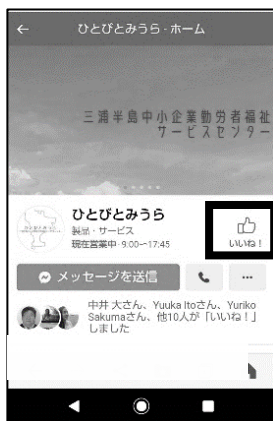 ひとびとみうら・ホーム
三浦半島中小企業勤労者福祉
サービスセンター
ひとびとみうら
製品・サービス
現在営業中・9:00〜17:45
いいね！
メッセージを送信
中井 大さん、Yuuka Itoさん、Yuriko
Sakumaさん、他10人が「いいね！」
しました